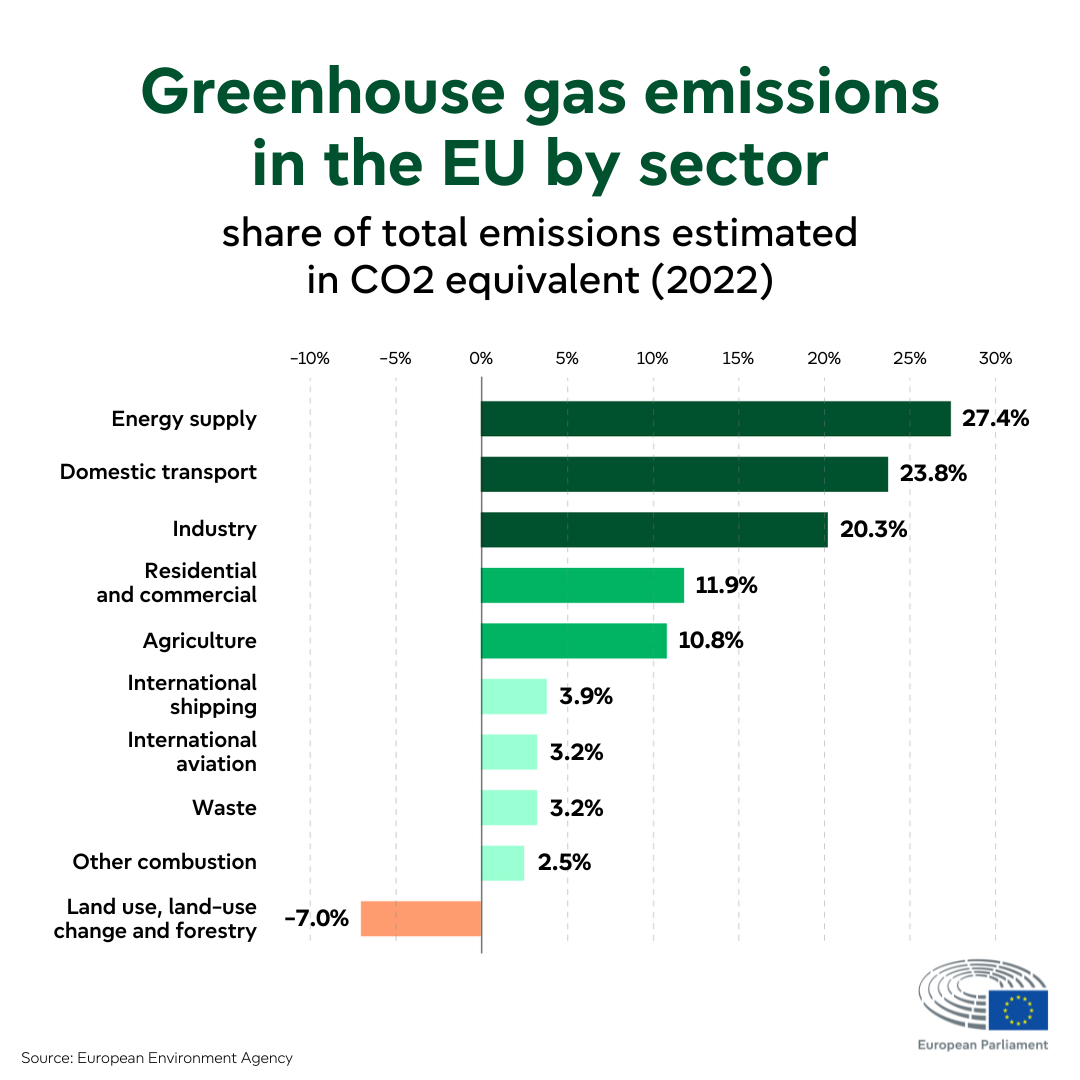 Greenhouse gas emissions
in the EU by sector
share of total emissions estimated
in CO2 equivalent (2022)
-10% -5% 0% 5% 10% 15% 20% 25% 30%
Energy supply 27.4%
Domestic transport 23.8%
Industry 20.3%
Residential
and commercial 11.9%
Agriculture 10.8%
International
shipping 3.9%
International
aviation 3.2%
Waste 3.2%
Other combustion 2.5%
Land use, land-use
change and forestry -7.0%
European Parliament
Source: European Environment Agency